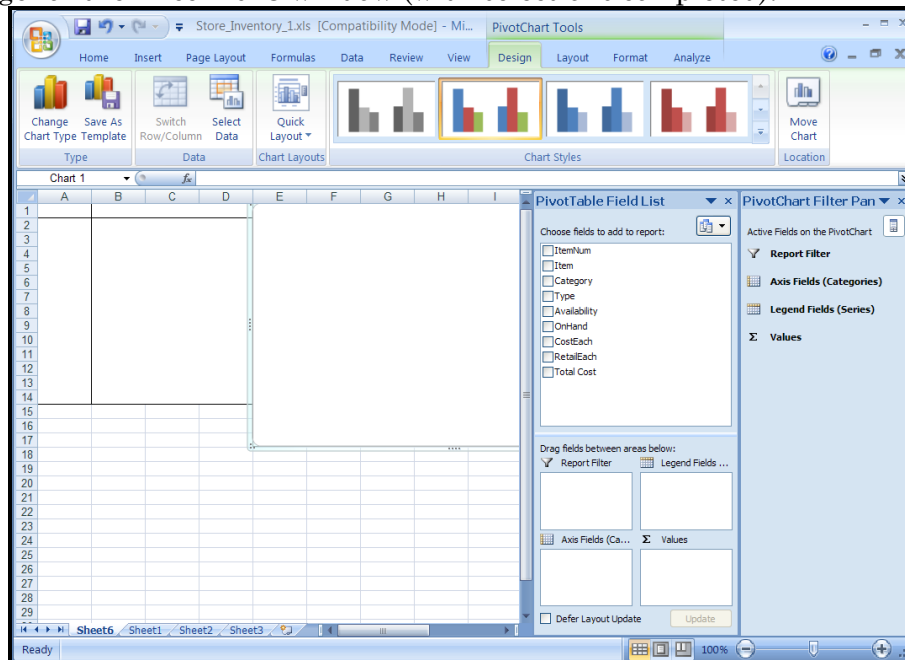 Store_Inventory_1.xls [Compatibility Mode] - Mi... PivotChart Tools
Home Insert Page Layout Formulas Data Review View Design Layout Format Analyze
Change Chart Type
Save As Template
Switch Row/Column
Select Data
Quick Layout
Move Chart
Type Data Chart Layouts Chart Styles Location
Chart 1 fx
A B C D E F G H I
PivotTable Field List
PivotChart Filter Pan
Choose fields to add to report:
ItemNum
Item
Category
Type
Availability
OnHand
CostEach
RetailEach
Total Cost
Active Fields on the PivotChart
Report Filter
Axis Fields (Categories)
Legend Fields (Series)
Σ Values
1
2
3
4
5
6
7
8
9
10
11
12
13
14
15
16
17
18
19
20
21
22
23
24
25
26
27
28
29
Drag fields between areas below:
Report Filter Legend Fields ...
Axis Fields (Ca... Σ Values
Defer Layout Update Update
Sheet6 Sheet1 Sheet2 Sheet3
Ready 100%